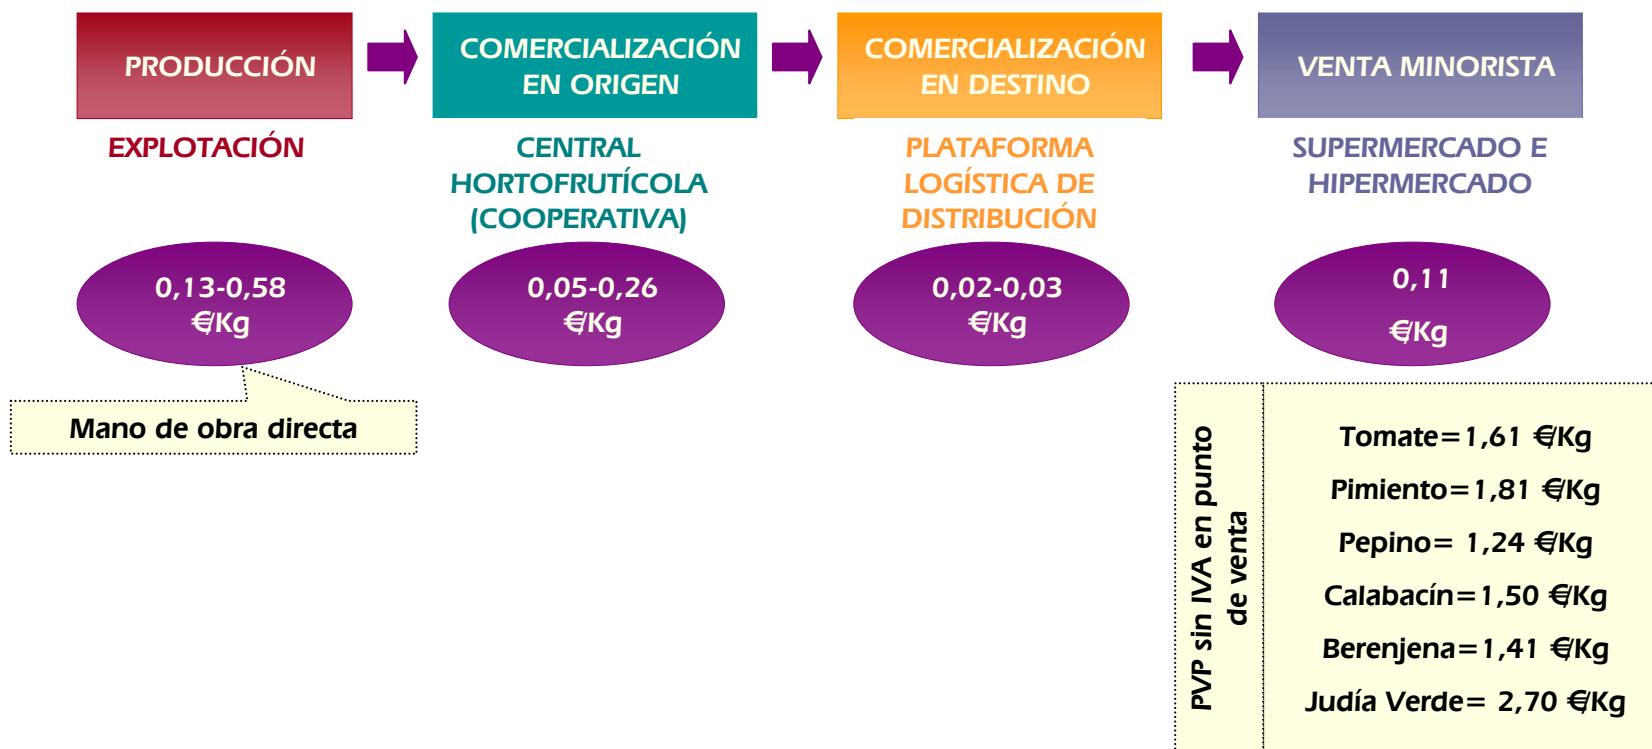 PRODUCCIÓN
COMERCIALIZACIÓN
EN ORIGEN
COMERCIALIZACIÓN
EN DESTINO
VENTA MINORISTA
EXPLOTACIÓN
CENTRAL
HORTOFRUTÍCOLA
(COOPERATIVA)
PLATAFORMA
LOGÍSTICA DE
DISTRIBUCIÓN
SUPERMERCADO E
HIPERMERCADO
0,13-0,58
€/Kg
0,05-0,26
€/Kg
0,02-0,03
€/Kg
0,11
€/Kg
Mano de obra directa
PVP sin IVA en punto
de venta
Tomate=1,61 €/Kg
Pimiento=1,81 €/Kg
Pepino= 1,24 €/Kg
Calabacín=1,50 €/Kg
Berenjena=1,41 €/Kg
Judía Verde= 2,70 €/Kg